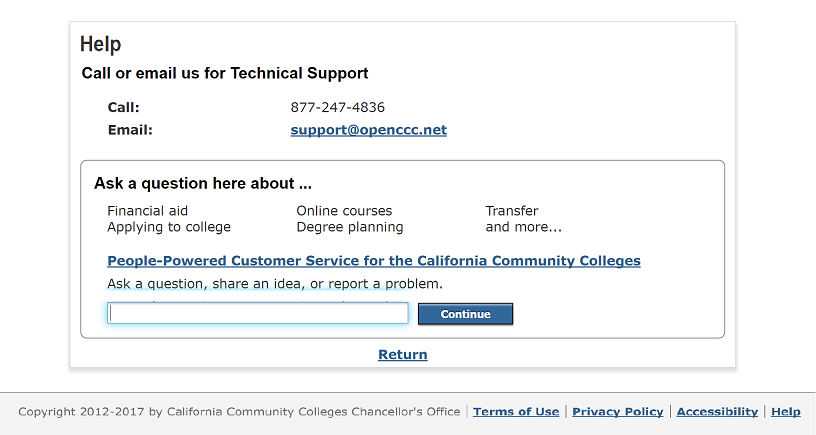 Help
Call or email us for Technical Support
Call: 877-247-4836
Email: support@openccc.net
Ask a question here about ...
Financial aid Online courses Transfer
Applying to college Degree planning and more...
People-Powered Customer Service for the California Community Colleges
Ask a question, share an idea, or report a problem.
Continue
Return
Copyright 2012-2017 by California Community Colleges Chancellor's Office | Terms of Use | Privacy Policy | Accessibility | Help